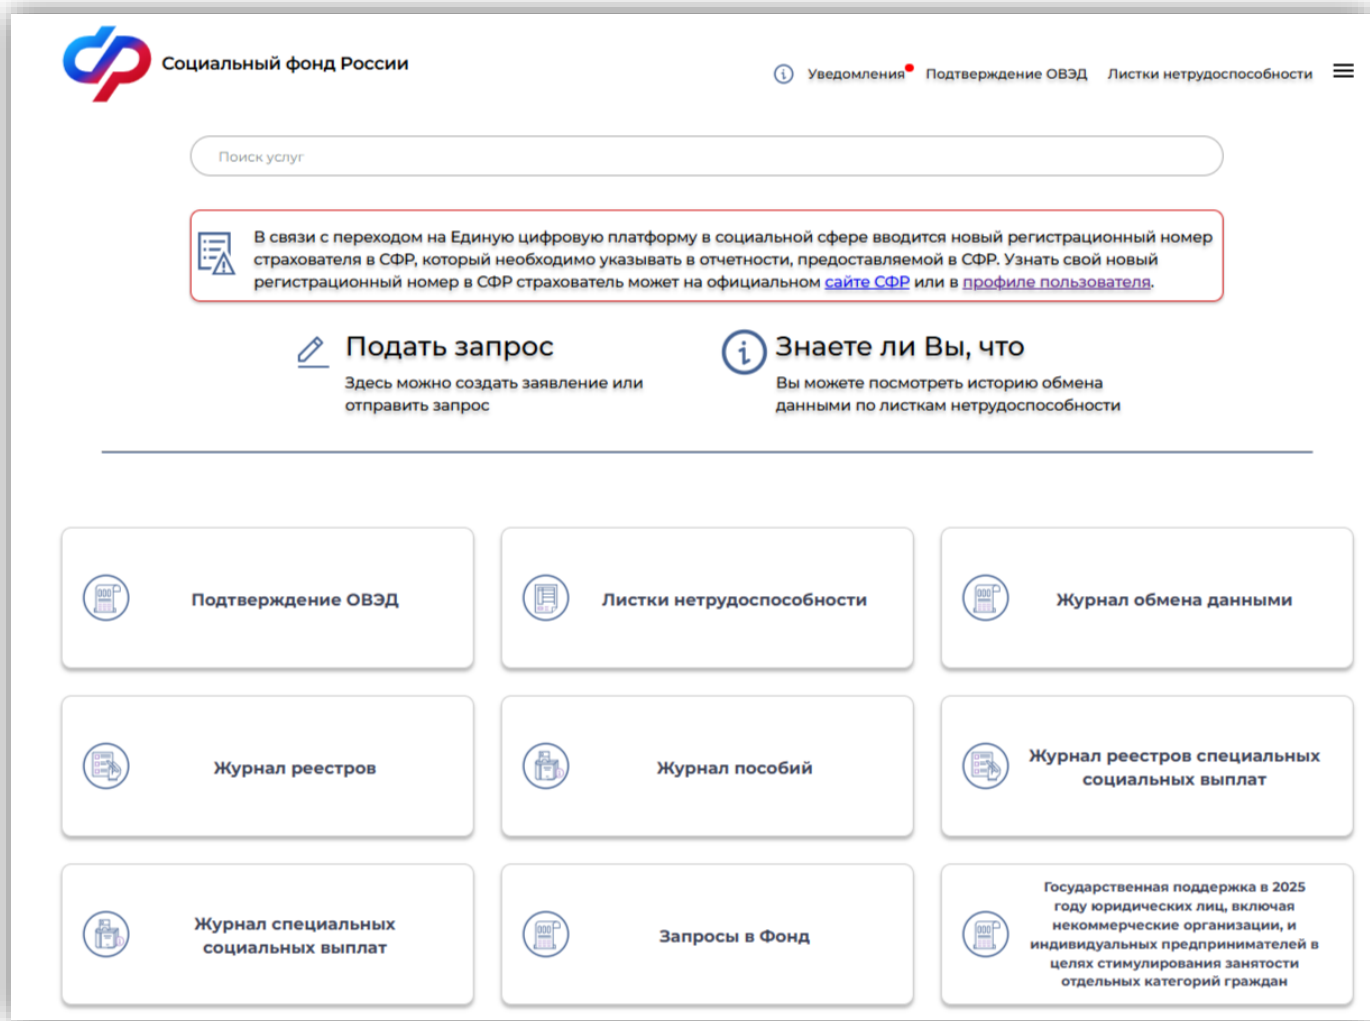 Социальный фонд России
Уведомления Подтверждение ОВЭД Листки нетрудоспособности
Поиск услуг
В связи с переходом на Единую цифровую платформу в социальной сфере вводится новый регистрационный номер
страхователя в СФР, который необходимо указывать в отчетности, предоставляемой в СФР. Узнать свой новый
регистрационный номер в СФР страхователь может на официальном сайте СФР или в профиле пользователя.
Подать запрос
Здесь можно создать заявление или
отправить запрос
Знаете ли Вы, что
Вы можете посмотреть историю обмена
данными по листкам нетрудоспособности
Подтверждение ОВЭД
Листки нетрудоспособности
Журнал обмена данными
Журнал реестров
Журнал пособий
Журнал реестров специальных
социальных выплат
Журнал специальных
социальных выплат
Запросы в Фонд
Государственная поддержка в 2025
году юридических лиц, включая
некоммерческие организации, и
индивидуальных предпринимателей в
целях стимулирования занятости
отдельных категорий граждан